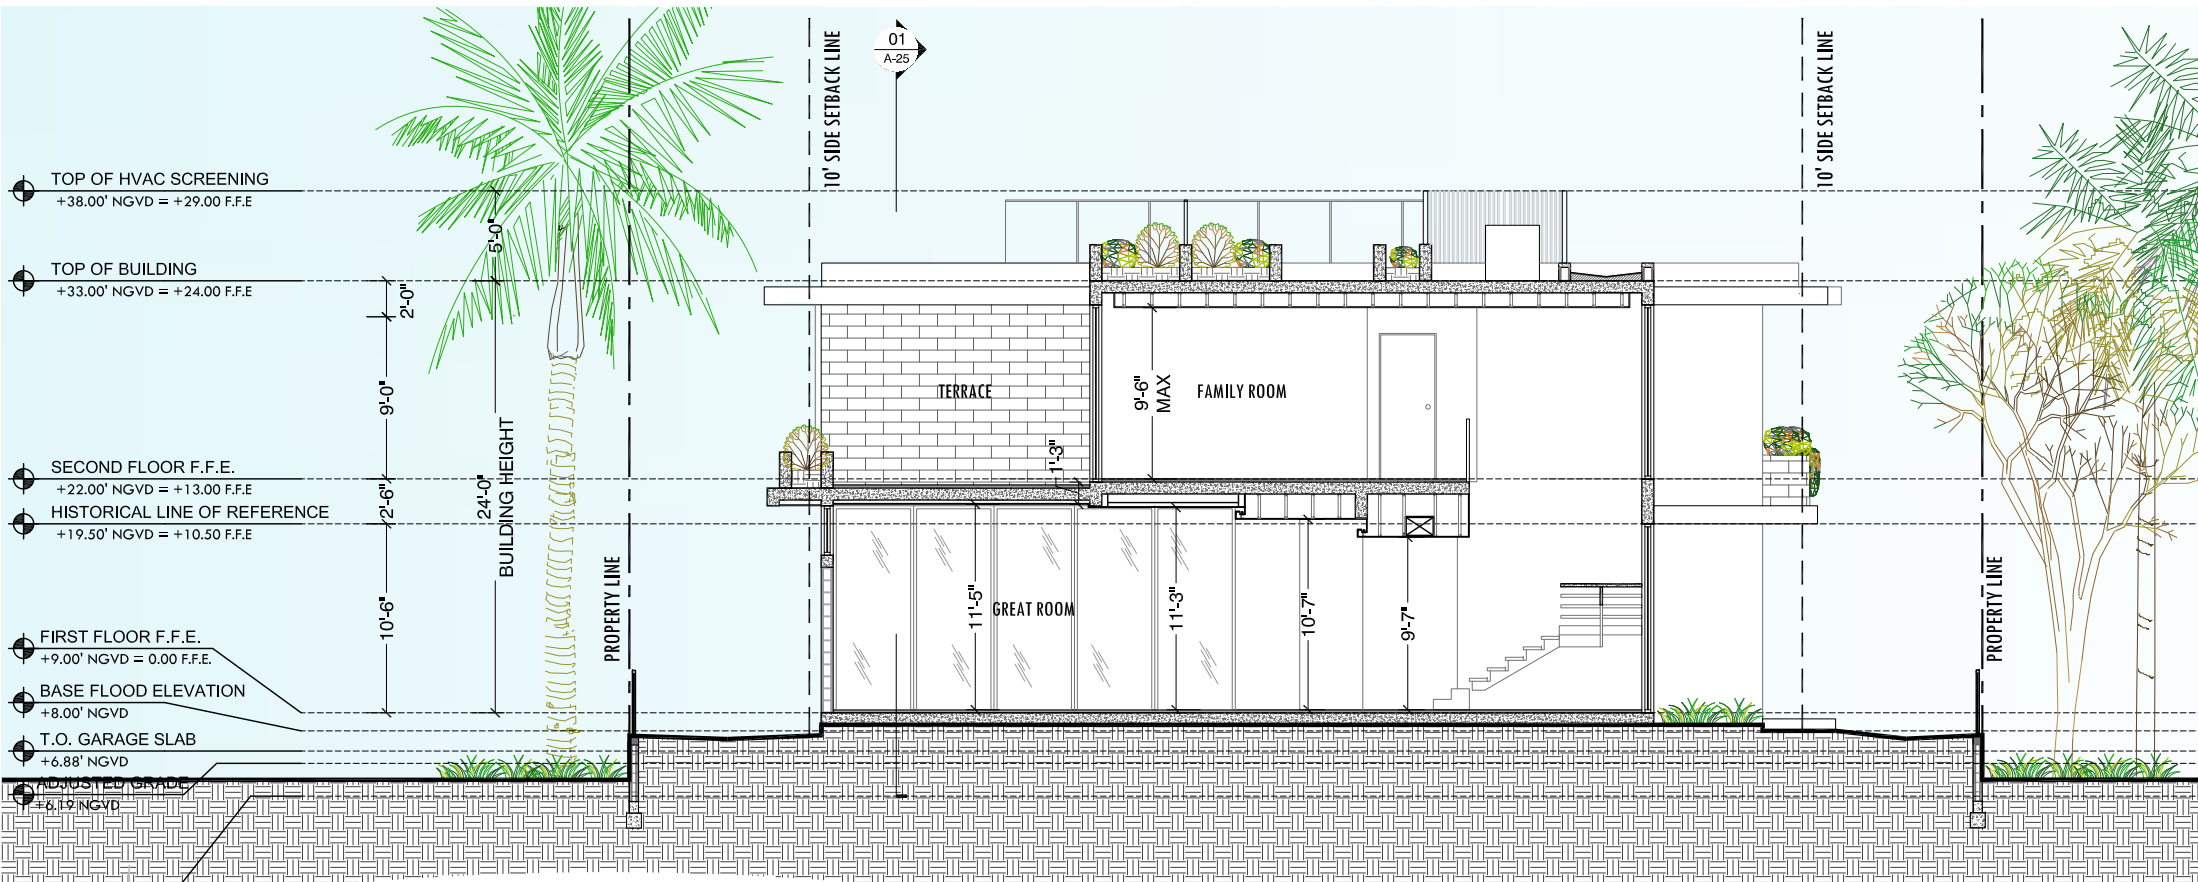 01
A-25
10' SIDE SETBACK LINE
10' SIDE SETBACK LINE
TOP OF HVAC SCREENING
+38.00' NGVD = +29.00 F.F.E
5'-0"
TOP OF BUILDING
+33.00' NGVD = +24.00 F.F.E
2'-0"
9'-0"
9'-6"
MAX
TERRACE
FAMILY ROOM
BUILDING HEIGHT
24'-0"
1'-3"
SECOND FLOOR F.F.E.
+22.00' NGVD = +13.00 F.F.E
2'-6"
HISTORICAL LINE OF REFERENCE
+19.50' NGVD = +10.50 F.F.E
10'-6"
PROPERTY LINE
11'-5"
GREAT ROOM
11'-3"
10'-7"
9'-7"
PROPERTY LINE
FIRST FLOOR F.F.E.
+9.00' NGVD = 0.00 F.F.E.
BASE FLOOD ELEVATION
+8.00' NGVD
T.O. GARAGE SLAB
+6.88' NGVD
ADJUSTED GRADE
+6.19 NGVD